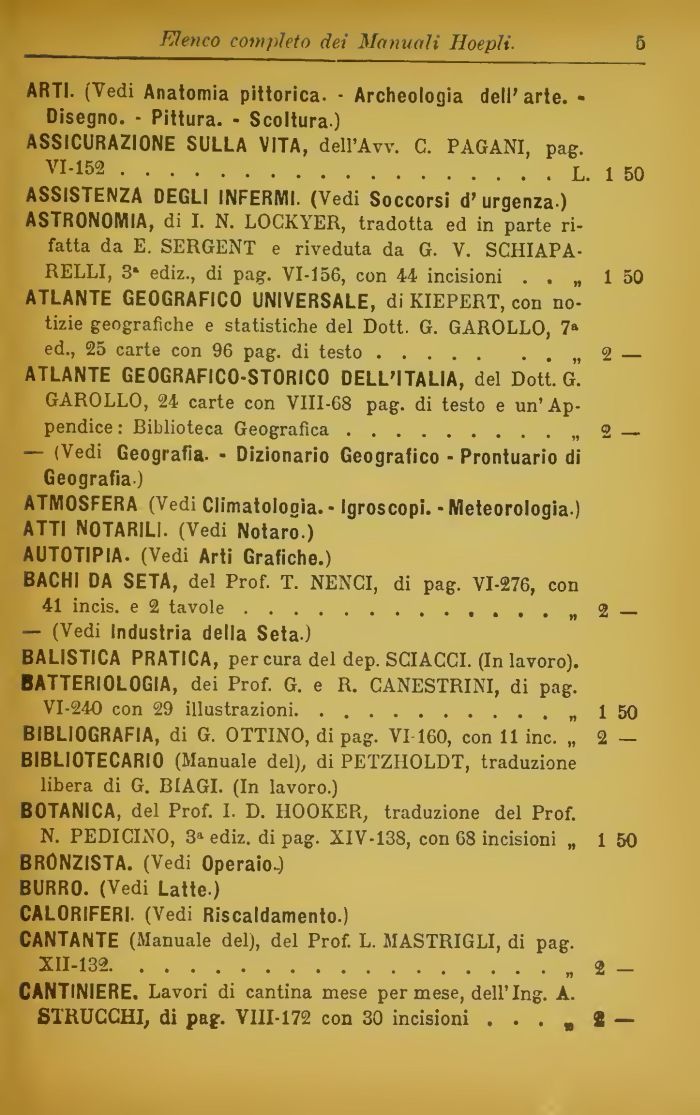 Elenco completo dei Manuali Hoepli. 5
ARTI. (Vedi Anatomia pittorica. - Archeologia dell' arte. -
Disegno. - Pittura. - Scoltura.)
ASSICURAZIONE SULLA VITA, dell'Avv. C. PAGANI, pag.
VI-152 . . . . . . . . . . . . . . . . . . L. 1 50
ASSISTENZA DEGLI INFERMI. (Vedi Soccorsi d' urgenza.)
ASTRONOMIA, di I. N. LOCKYER, tradotta ed in parte ri-
fatta da E. SERGENT e riveduta da G. V. SCHIAPA-
RELLI, 3ª ediz., di pag. VI-156, con 44 incisioni . . „ 1 50
ATLANTE GEOGRAFICO UNIVERSALE, di KIEPERT, con no-
tizie geografiche e statistiche del Dott. G. GAROLLO, 7ª
ed., 25 carte con 96 pag. di testo . . . . . . . . „ 2 —
ATLANTE GEOGRAFICO-STORICO DELL'ITALIA, del Dott. G.
GAROLLO, 24 carte con VIII-68 pag. di testo e un' Ap-
pendice: Biblioteca Geografica . . . . . . . . . „ 2 —
— (Vedi Geografia. - Dizionario Geografico - Prontuario di
Geografia.)
ATMOSFERA (Vedi Climatologia. - Igroscopi. - Meteorologia.)
ATTI NOTARILI. (Vedi Notaro.)
AUTOTIPIA. (Vedi Arti Grafiche.)
BACHI DA SETA, del Prof. T. NENCI, di pag. VI-276, con
41 incis. e 2 tavole . . . . . . . . . . . . . . „ 2 —
— (Vedi Industria della Seta.)
BALISTICA PRATICA, per cura del dep. SCIACCI. (In lavoro).
BATTERIOLOGIA, dei Prof. G. e R. CANESTRINI, di pag.
VI-240 con 29 illustrazioni. . . . . . . . . . . . „ 1 50
BIBLIOGRAFIA, di G. OTTINO, di pag. VI-160, con 11 inc. „ 2 —
BIBLIOTECARIO (Manuale del), di PETZHOLDT, traduzione
libera di G. BIAGI. (In lavoro.)
BOTANICA, del Prof. I. D. HOOKER, traduzione del Prof.
N. PEDICINO, 3ª ediz. di pag. XIV-138, con 68 incisioni „ 1 50
BRONZISTA. (Vedi Operaio.)
BURRO. (Vedi Latte.)
CALORIFERI. (Vedi Riscaldamento.)
CANTANTE (Manuale del), del Prof. L. MASTRIGLI, di pag.
XII-132. . . . . . . . . . . . . . . . . . . . „ 2 —
CANTINIERE. Lavori di cantina mese per mese, dell'Ing. A.
STRUCCHI, di pag. VIII-172 con 30 incisioni . . . „ 2 —